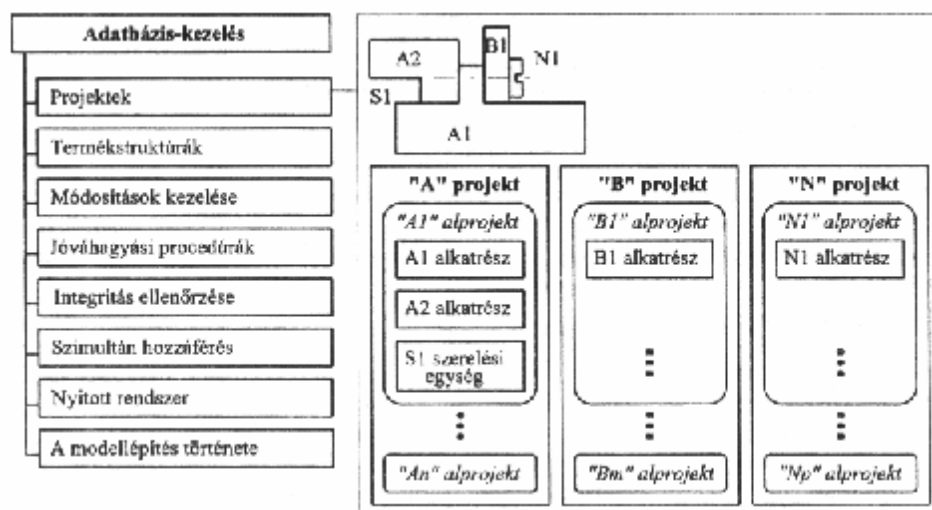 Adatbázis-kezelés
Projektek
Termékstruktúrák
Módosítások kezelése
Jóváhagyási procedúrák
Integritás ellenőrzése
Szimultán hozzáférés
Nyitott rendszer
A modellépítés története
A2
B1
N1
S1
A1
"A" projekt
"A1" alprojekt
A1 alkatrész
A2 alkatrész
S1 szerelési
egység
"An" alprojekt
"B" projekt
"B1" alprojekt
B1 alkatrész
"Bm" alprojekt
"N" projekt
"N1" alprojekt
N1 alkatrész
"Np" alprojekt